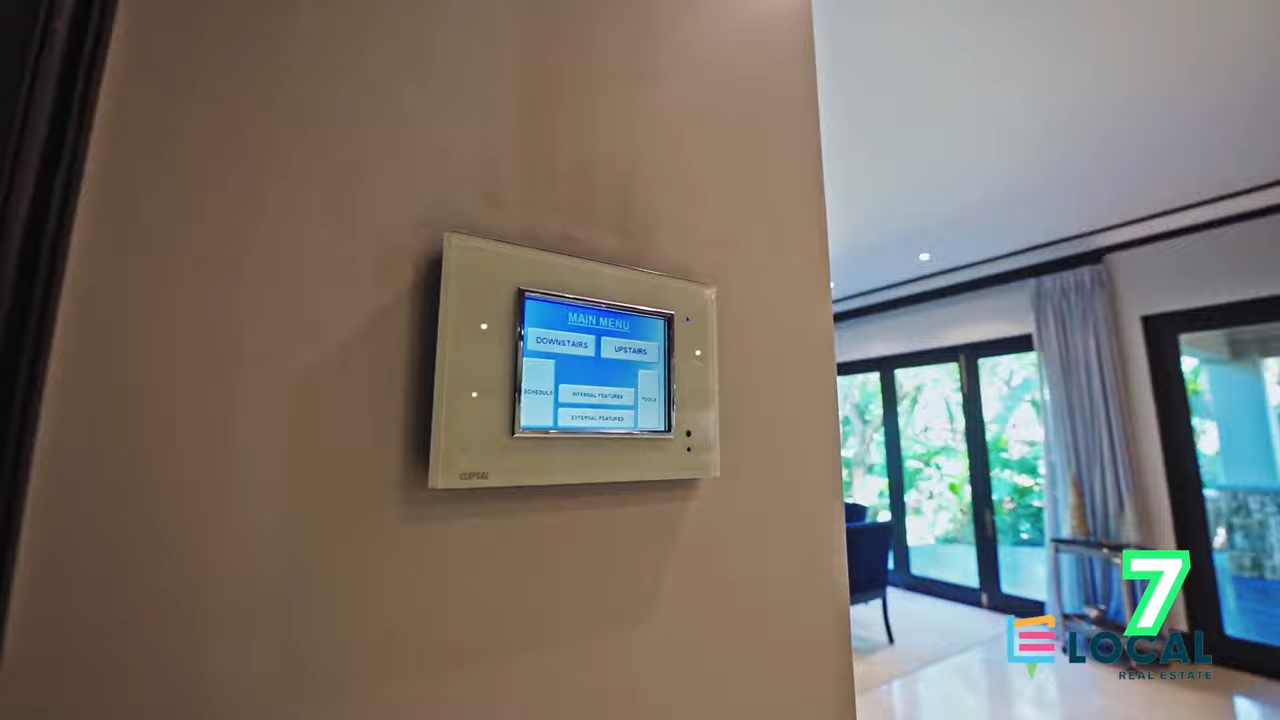 MAIN MENU
DOWNSTAIRS UPSTAIRS
SCHEDULE INTERNAL FEATURES TOOLS
EXTERNAL FEATURES
CLIPSAL
7
LOCAL
REAL ESTATE